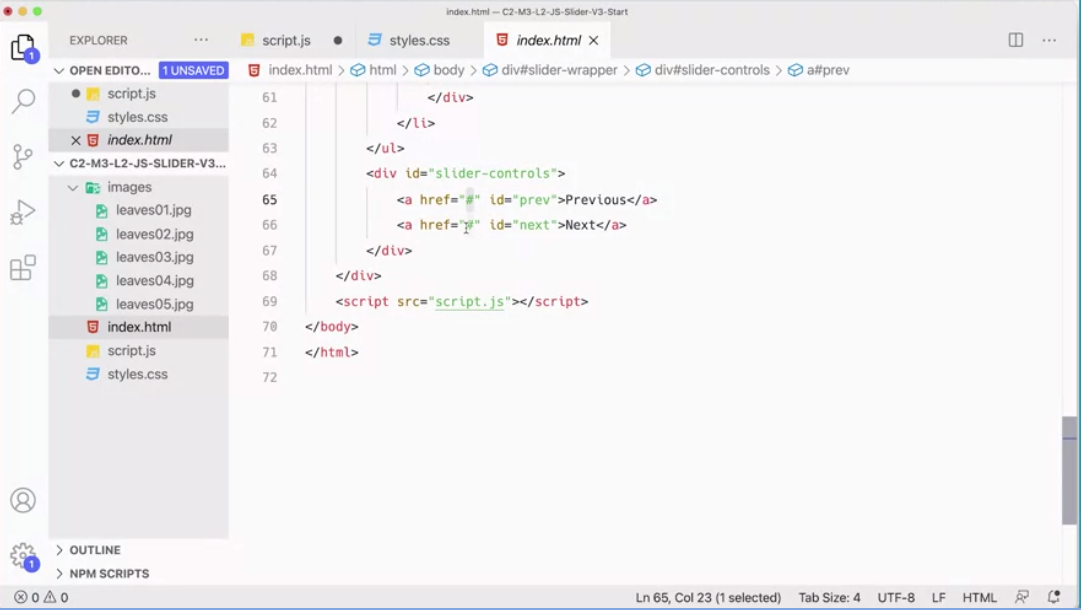 index.html — C2-M3-L2-JS-Slider-V3-Start
EXPLORER
script.js
styles.css
index.html
OPEN EDITO... 1 UNSAVED
index.html > html > body > div#slider-wrapper > div#slider-controls > a#prev
script.js
styles.css
index.html
C2-M3-L2-JS-SLIDER-V3...
images
leaves01.jpg
leaves02.jpg
leaves03.jpg
leaves04.jpg
leaves05.jpg
index.html
script.js
styles.css
61 </div>
62 </li>
63 </ul>
64 <div id="slider-controls">
65 <a href="#" id="prev">Previous</a>
66 <a href="#" id="next">Next</a>
67 </div>
68 </div>
69 <script src="script.js"></script>
70 </body>
71 </html>
72
1
1
OUTLINE
NPM SCRIPTS
0 0
Ln 65, Col 23 (1 selected) Tab Size: 4 UTF-8 LF HTML